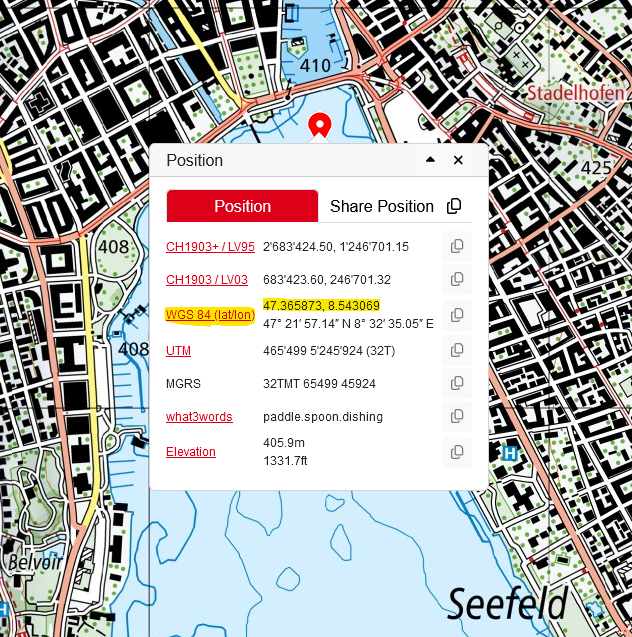 410
Stadelhofen
425
Position
Position
Share Position
408
CH1903+ / LV95 2'683'424.50, 1'246'701.15
CH1903 / LV03 683'423.60, 246'701.32
WGS 84 (lat/lon) 47.365873, 8.543069
47° 21′ 57.14″ N 8° 32′ 35.05″ E
408
UTM 465'499 5'245'924 (32T)
MGRS 32TMT 65499 45924
what3words paddle.spoon.dishing
Elevation 405.9m
1331.7ft
H
Belvoir
Seefeld
H